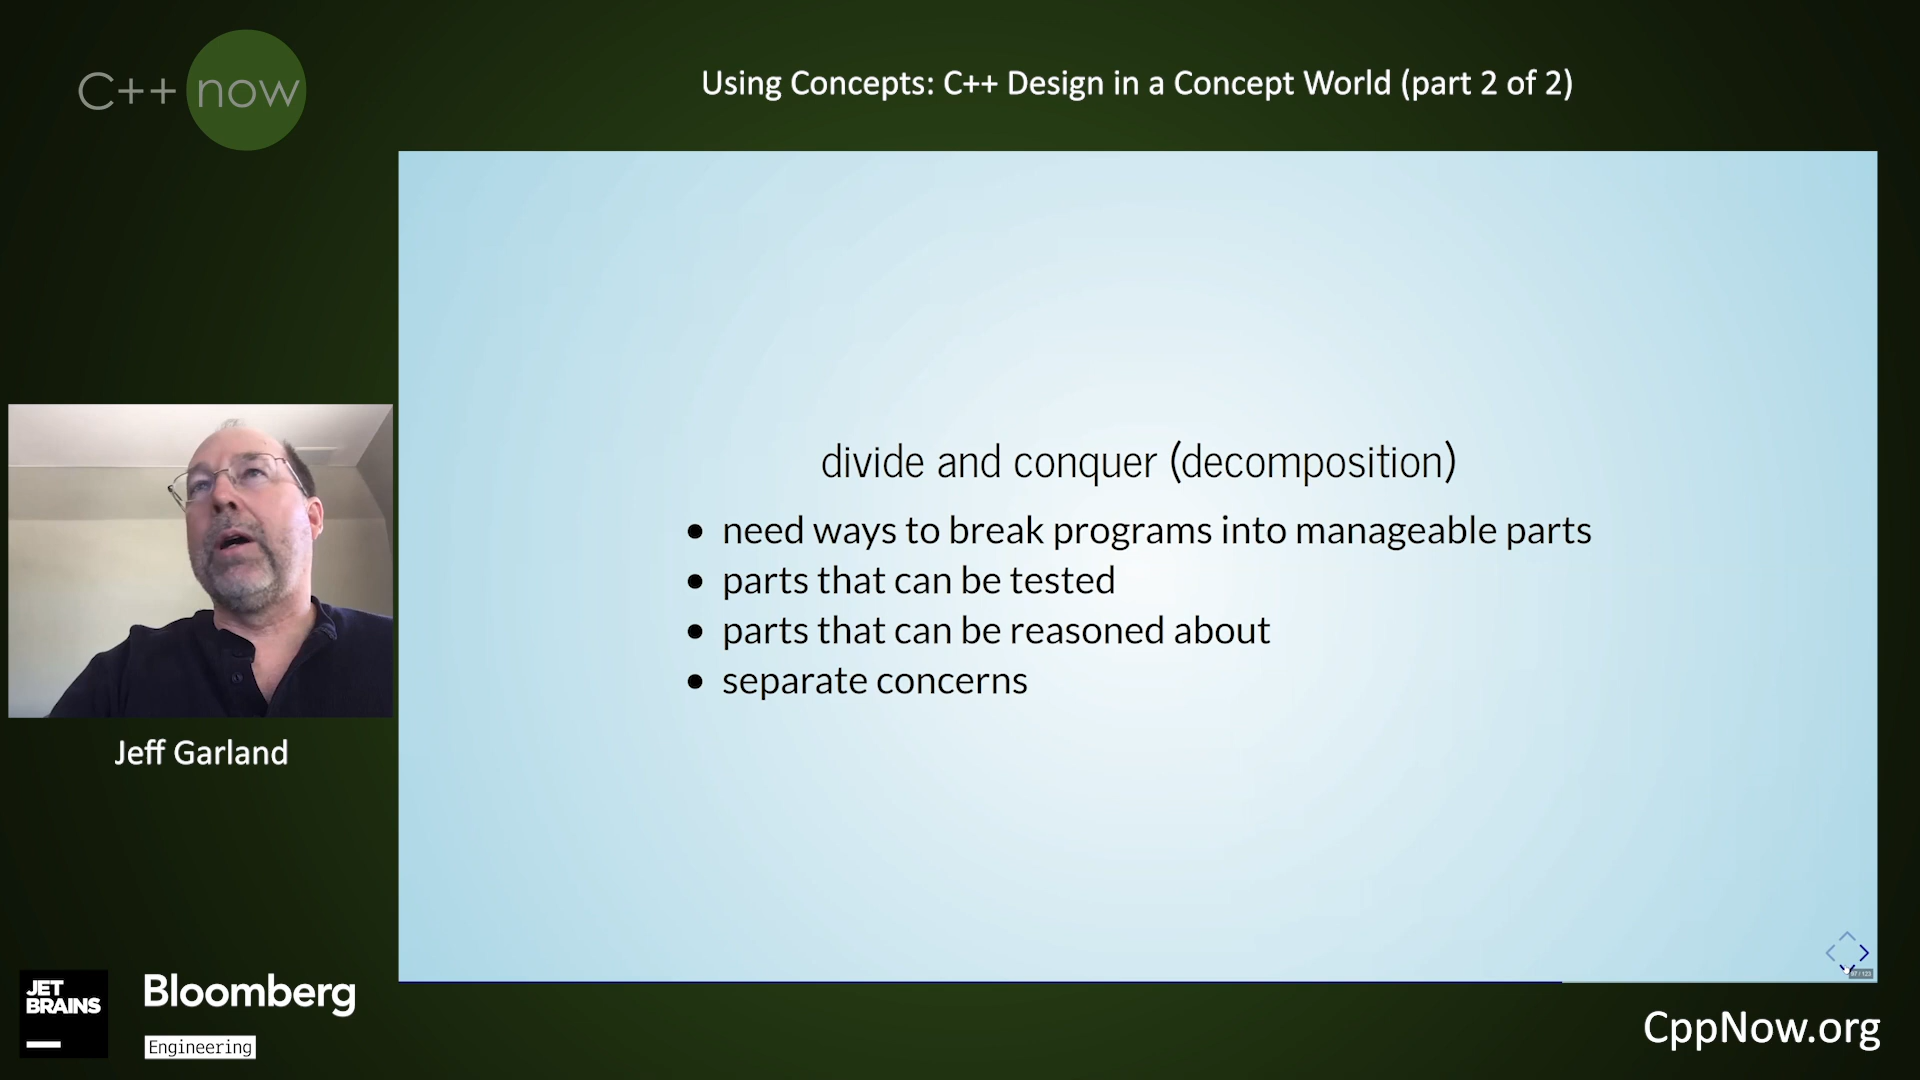 C++ now
Using Concepts: C++ Design in a Concept World (part 2 of 2)
divide and conquer (decomposition)
• need ways to break programs into manageable parts
• parts that can be tested
• parts that can be reasoned about
• separate concerns
Jeff Garland
JET
BRAINS
Bloomberg
Engineering
CppNow.org